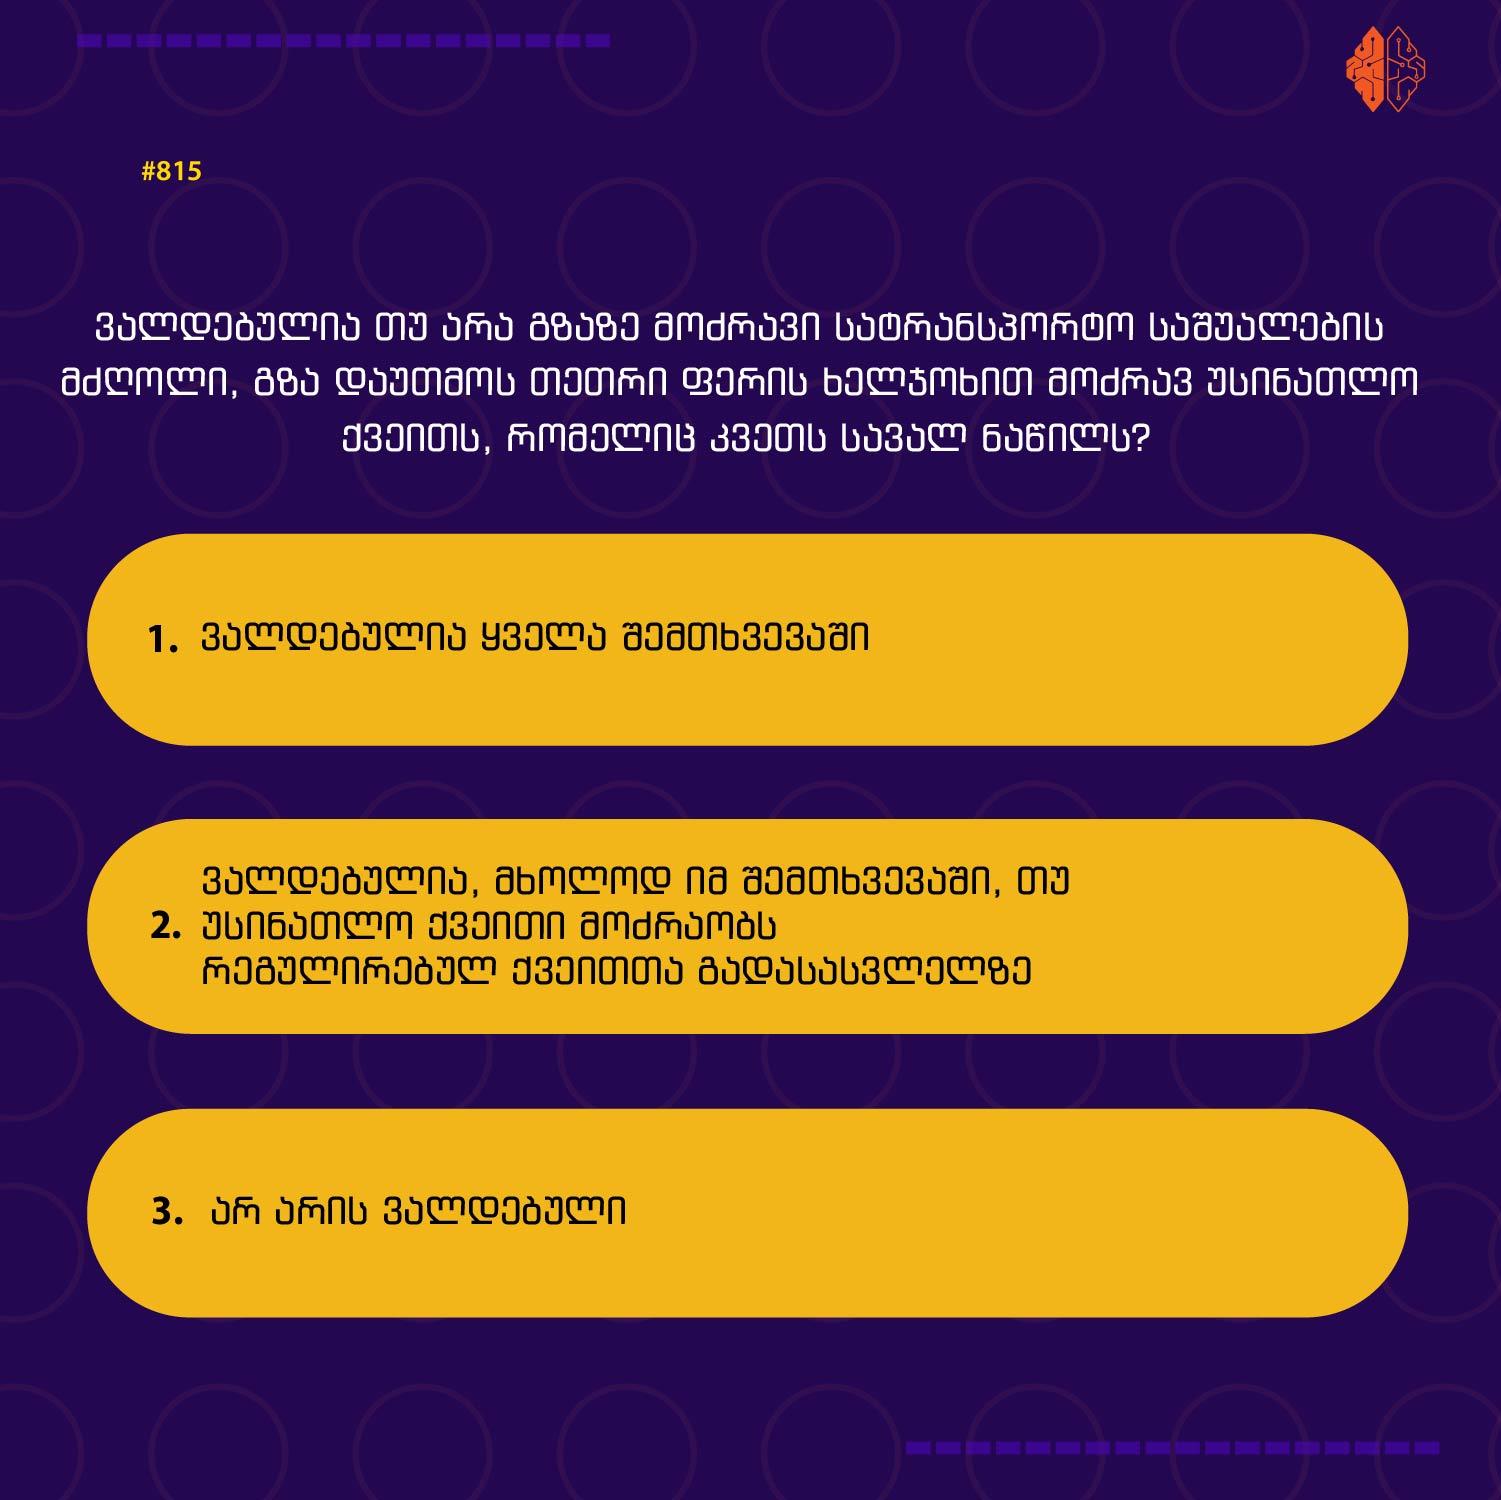 #815
ვალდებულია თუ არა გზაზე მოძრავი სატრანსპორტო საშუალების
მძღოლი, გზა დაუთმოს თეთრი ფერის ხელჯოხით მოძრავ უსინათლო
ქვეითს, რომელიც კვეთს სავალ ნაწილს?
1. ვალდებულია ყველა შემთხვევაში
ვალდებულია, მხოლოდ იმ შემთხვევაში, თუ
2. უსინათლო ქვეითი მოძრაობს
რეგულირებულ ქვეითთა გადასასვლელზე
3. არ არის ვალდებული